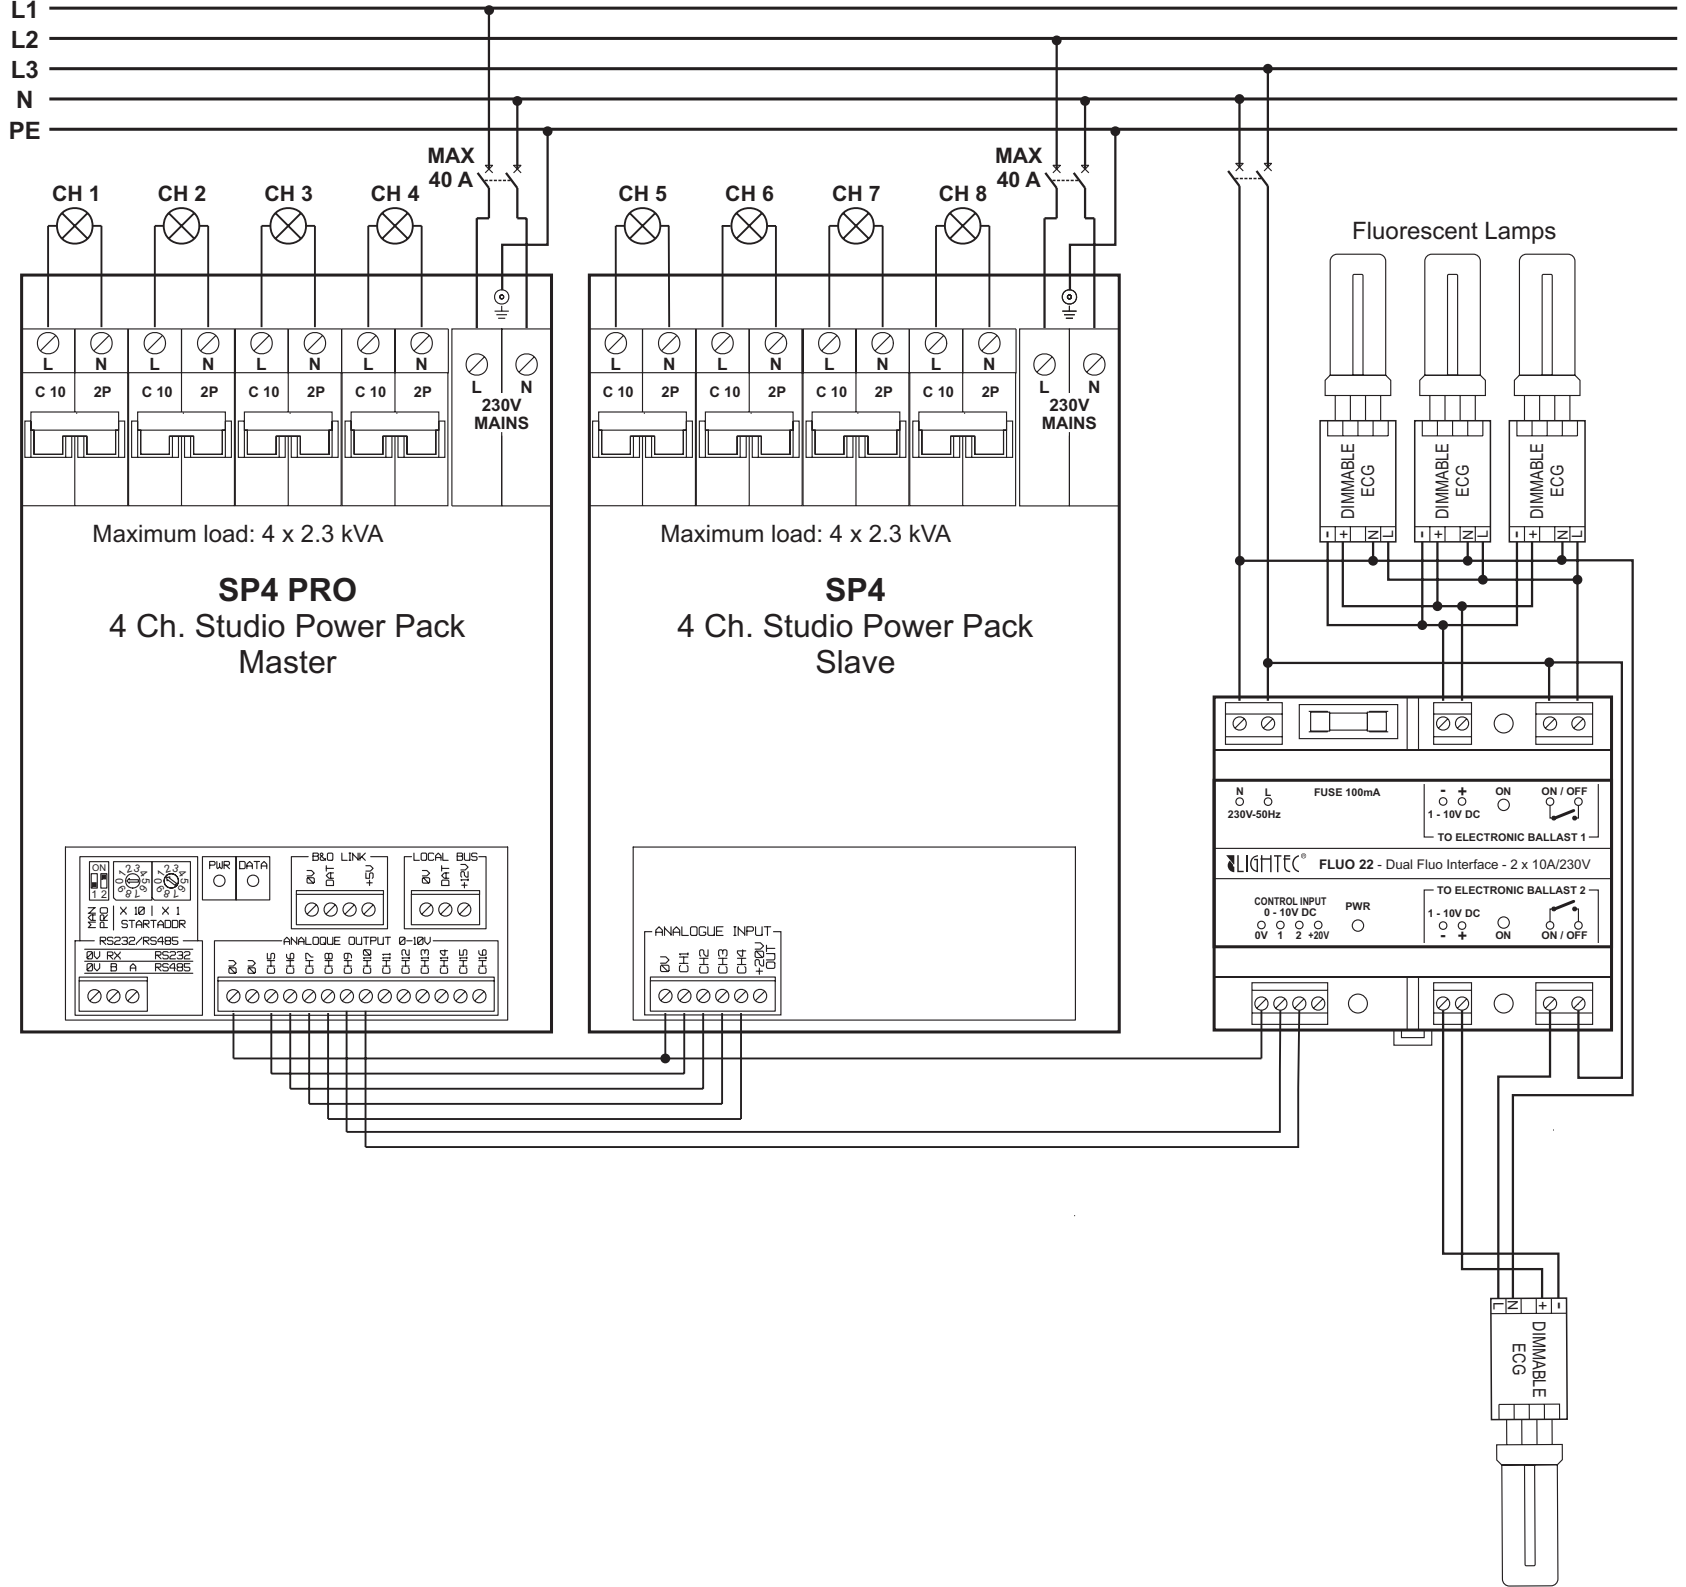 L1
L2
L3
N
PE
MAX
40 A
MAX
40 A
CH 1 CH 2 CH 3 CH 4
CH 5 CH 6 CH 7 CH 8
Fluorescent Lamps
L N L N L N L N
C 10 2P C 10 2P C 10 2P C 10 2P
L N
230V
MAINS
L N L N L N L N
C 10 2P C 10 2P C 10 2P C 10 2P
L N
230V
MAINS
DIMMABLE
ECG
- + N L
DIMMABLE
ECG
- + N L
DIMMABLE
ECG
- + N L
Maximum load: 4 x 2.3 kVA
SP4 PRO
4 Ch. Studio Power Pack
Master
Maximum load: 4 x 2.3 kVA
SP4
4 Ch. Studio Power Pack
Slave
N L
230V-50Hz
FUSE 100mA
- + ON ON / OFF
1 - 10V DC
TO ELECTRONIC BALLAST 1
LIGHTEC FLUO 22 - Dual Fluo Interface - 2 x 10A/230V
TO ELECTRONIC BALLAST 2
CONTROL INPUT
0 - 10V DC
0V 1 2 +20V
PWR
1 - 10V DC
- + ON ON / OFF
ON
1 2
MAN
PRO
X 10 X 1
STARTADDR
PWR DATA
B&O LINK
0V DAT +5V
LOCAL BUS
0V DAT +12V
RS232/RS485
0V RX RS232
0V B A RS485
ANALOQUE OUTPUT 0-10V
0V 0V CH5 CH6 CH7 CH8 CH9 CH10 CH11 CH12 CH13 CH14 CH15 CH16
ANALOGUE INPUT
0V CH1 CH2 CH3 CH4 +20V OUT
L N + -
DIMMABLE
ECG